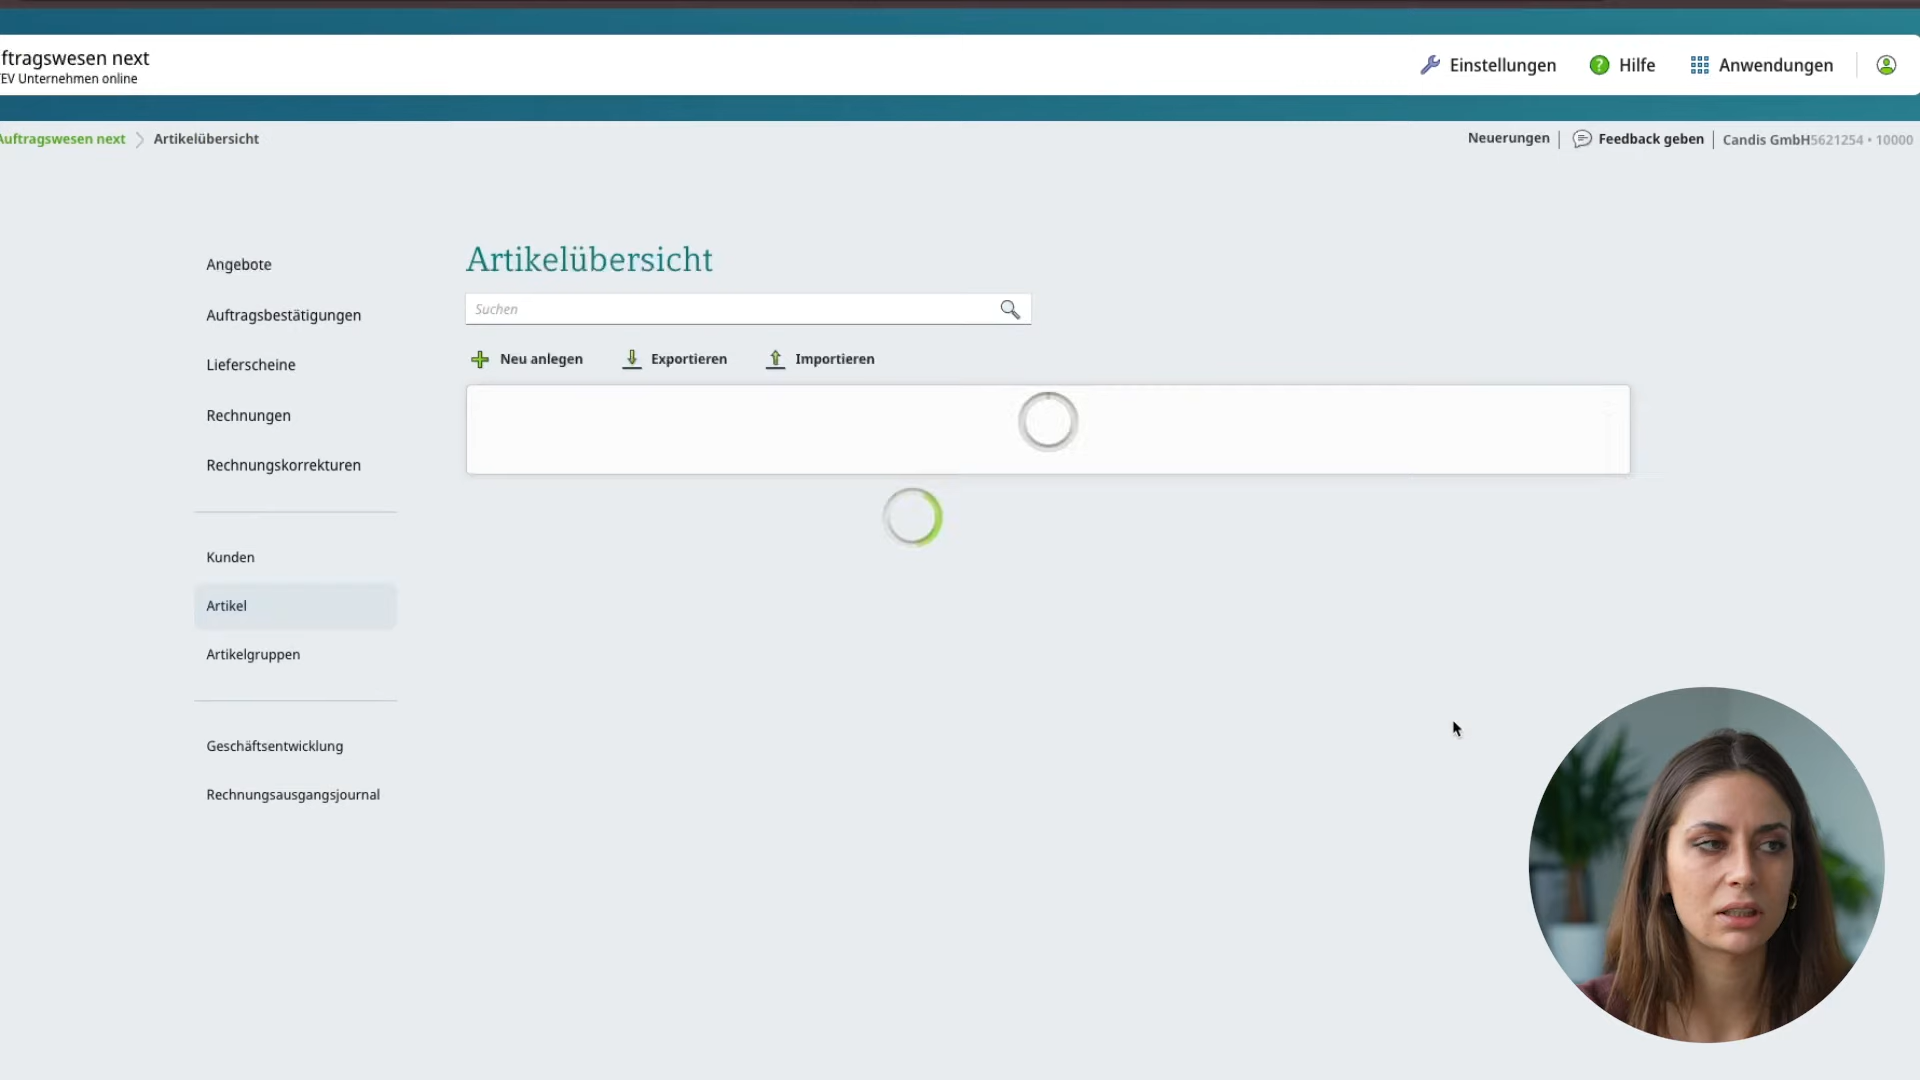 ftragswesen next
EV Unternehmen online
Einstellungen
Hilfe
Anwendungen
Auftragswesen next
Artikelübersicht
Neuerungen
Feedback geben
Candis GmbH5621254 • 10000
Angebote
Auftragsbestätigungen
Lieferscheine
Rechnungen
Rechnungskorrekturen
Kunden
Artikel
Artikelgruppen
Geschäftsentwicklung
Rechnungsausgangsjournal
Artikelübersicht
Suchen
Neu anlegen
Exportieren
Importieren